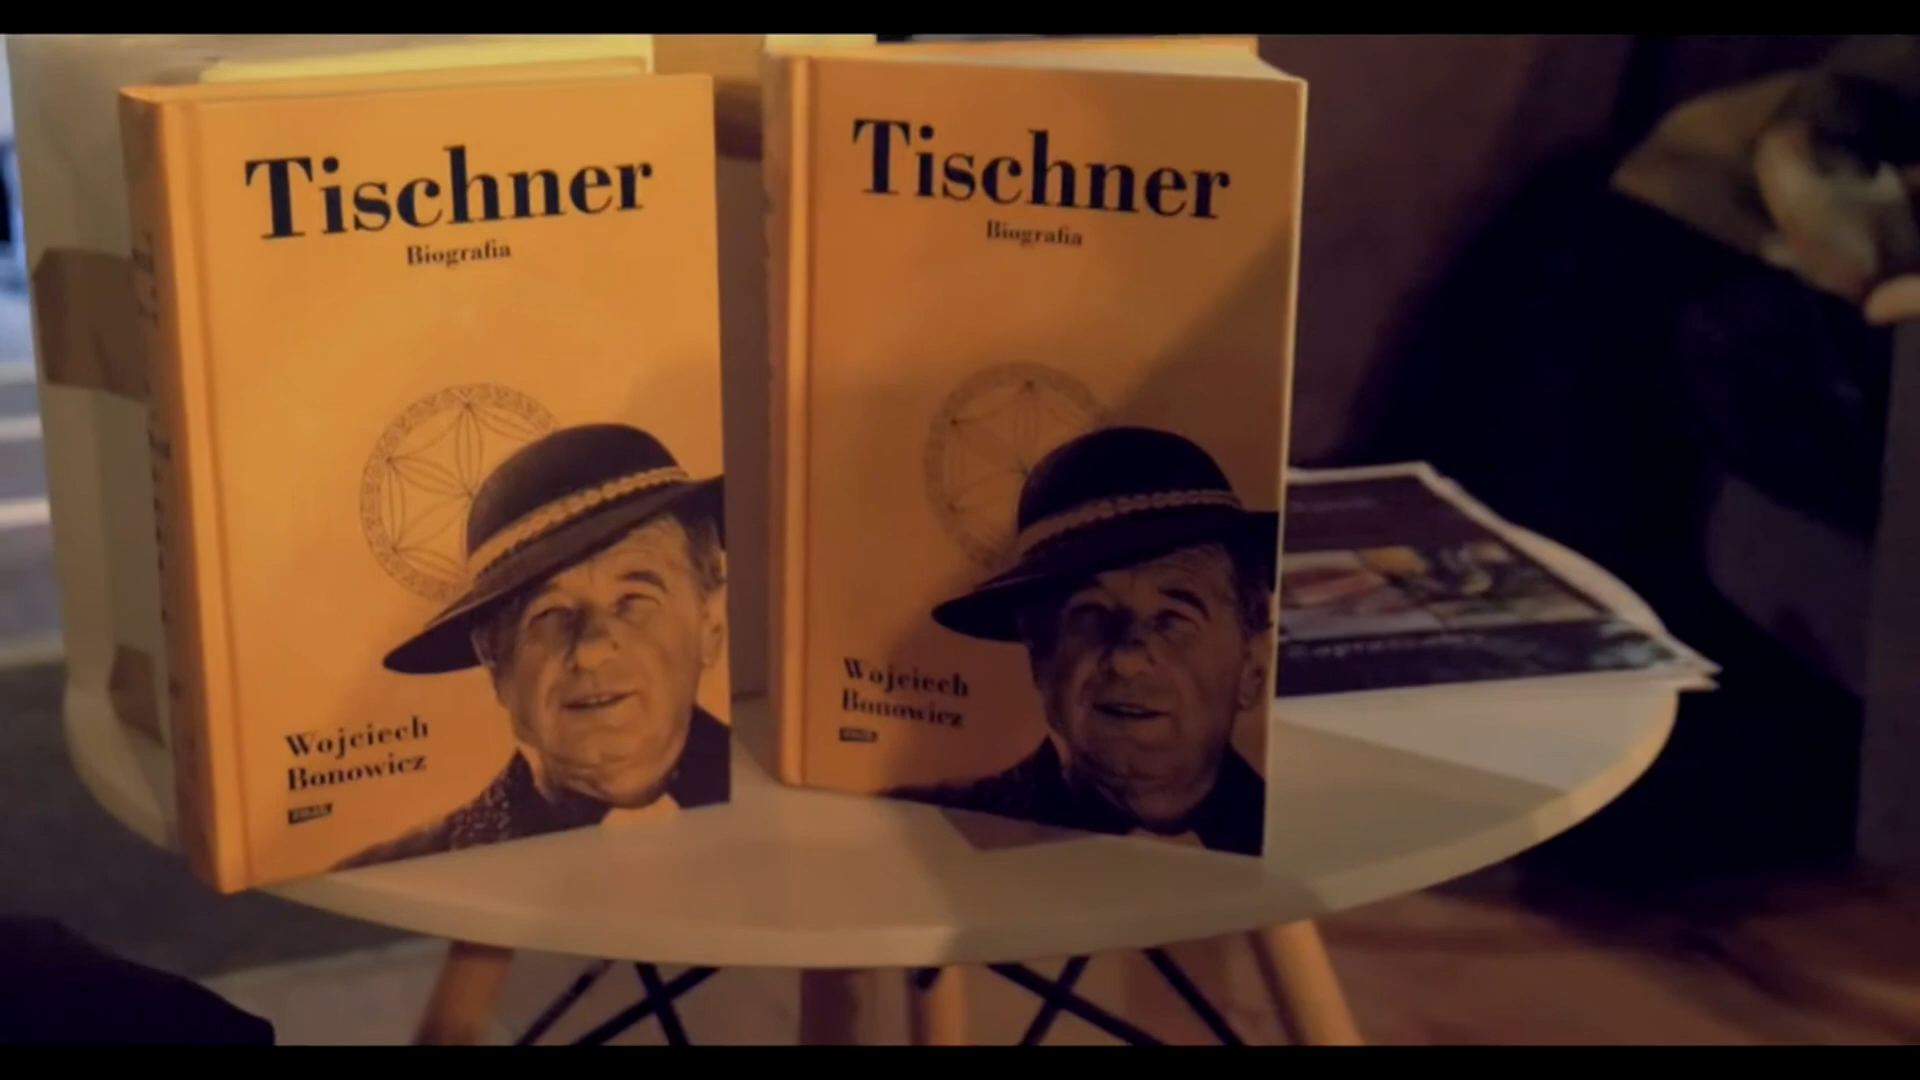 Tischner
Biografia
Wojciech
Bonowicz
Tischner
Biografia
Wojciech
Bonowicz